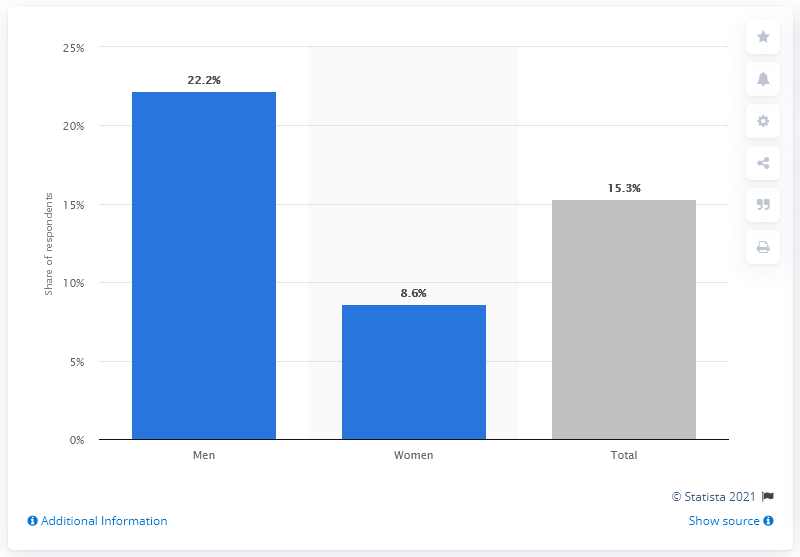 25%
22.2%
20%
15.3%
15%
Share of respondents
10%
8.6%
5%
0%
Men
Women
Total
© Statista 2021
Additional Information
Show source